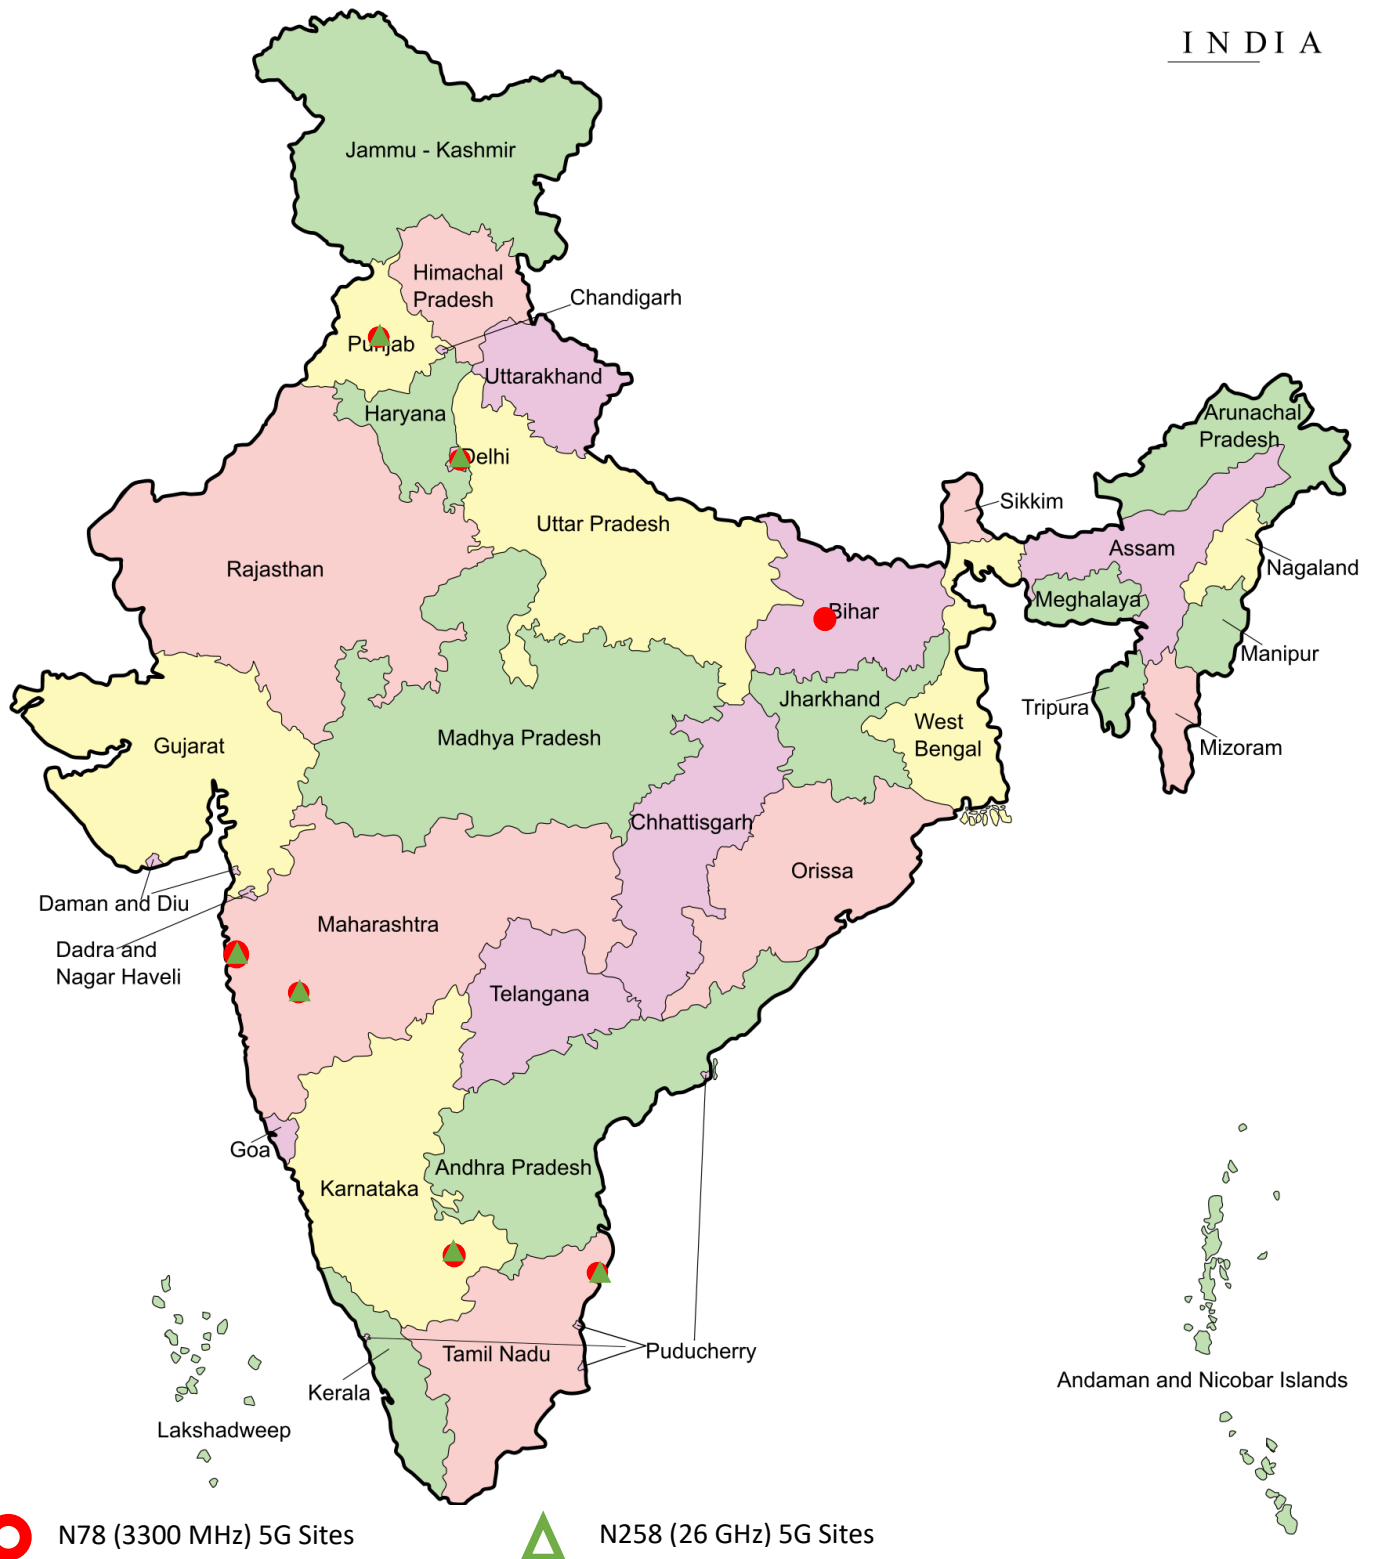 INDIA
Jammu - Kashmir
Himachal
Pradesh
Chandigarh
Punjab
Uttarakhand
Haryana
Arunachal
Pradesh
Delhi
Sikkim
Uttar Pradesh
Assam
Nagaland
Rajasthan
Meghalaya
Bihar
Manipur
Jharkhand
Tripura
West
Bengal
Gujarat
Madhya Pradesh
Mizoram
Chhattisgarh
Orissa
Daman and Diu
Maharashtra
Dadra and
Nagar Haveli
Telangana
Goa
Andhra Pradesh
Karnataka
Puducherry
Tamil Nadu
Andaman and Nicobar Islands
Kerala
Lakshadweep
N78 (3300 MHz) 5G Sites
N258 (26 GHz) 5G Sites